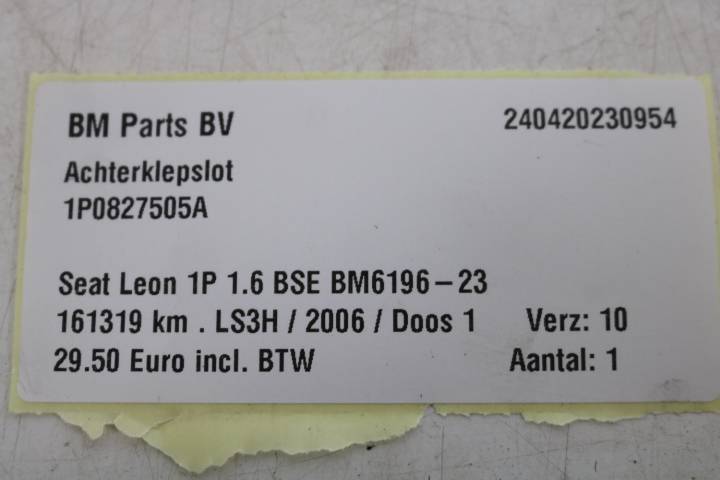 BM Parts BV 240420230954
Achterklepslot
1P0827505A
Seat Leon 1P 1.6 BSE BM6196-23
161319 km . LS3H / 2006 / Doos 1 Verz: 10
29.50 Euro incl. BTW Aantal: 1